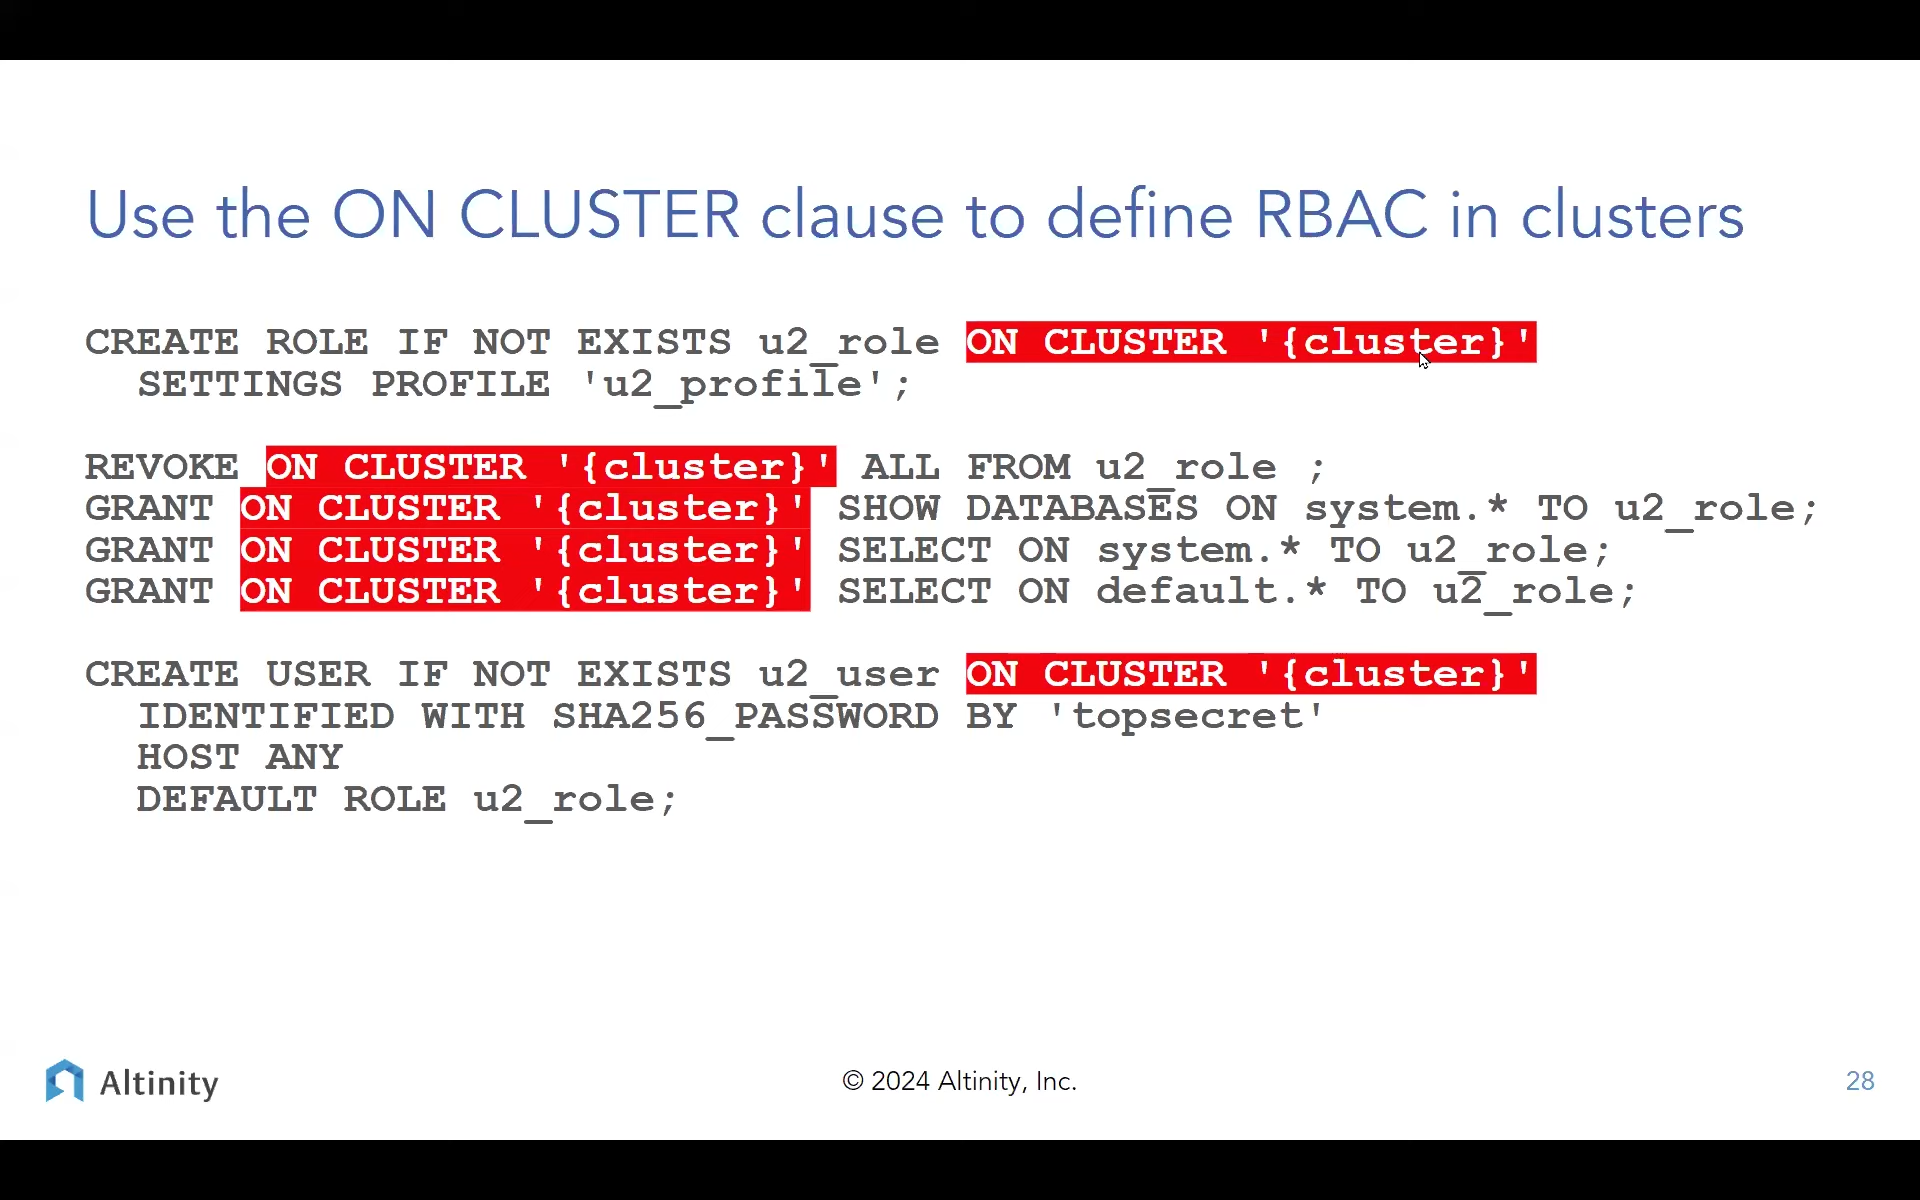 Use the ON CLUSTER clause to define RBAC in clusters
CREATE ROLE IF NOT EXISTS u2_role ON CLUSTER '{cluster}'
SETTINGS PROFILE 'u2_profile';
REVOKE ON CLUSTER '{cluster}' ALL FROM u2_role ;
GRANT ON CLUSTER '{cluster}' SHOW DATABASES ON system.* TO u2_role;
GRANT ON CLUSTER '{cluster}' SELECT ON system.* TO u2_role;
GRANT ON CLUSTER '{cluster}' SELECT ON default.* TO u2_role;
CREATE USER IF NOT EXISTS u2_user ON CLUSTER '{cluster}'
IDENTIFIED WITH SHA256_PASSWORD BY 'topsecret'
HOST ANY
DEFAULT ROLE u2_role;
Altinity
© 2024 Altinity, Inc.
28